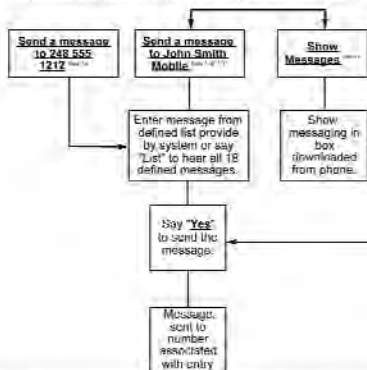 Send a message
to 248 555
1212
Send a message
to John Smith
Mobile
Show
Messages
Enter message from
defined list provide
by system or say
"List" to hear all 18
defined messages.
Show
messaging in
box
downloaded
from phone.
Say "Yes"
to send the
message.
Message
sent to
number
associated
with entry